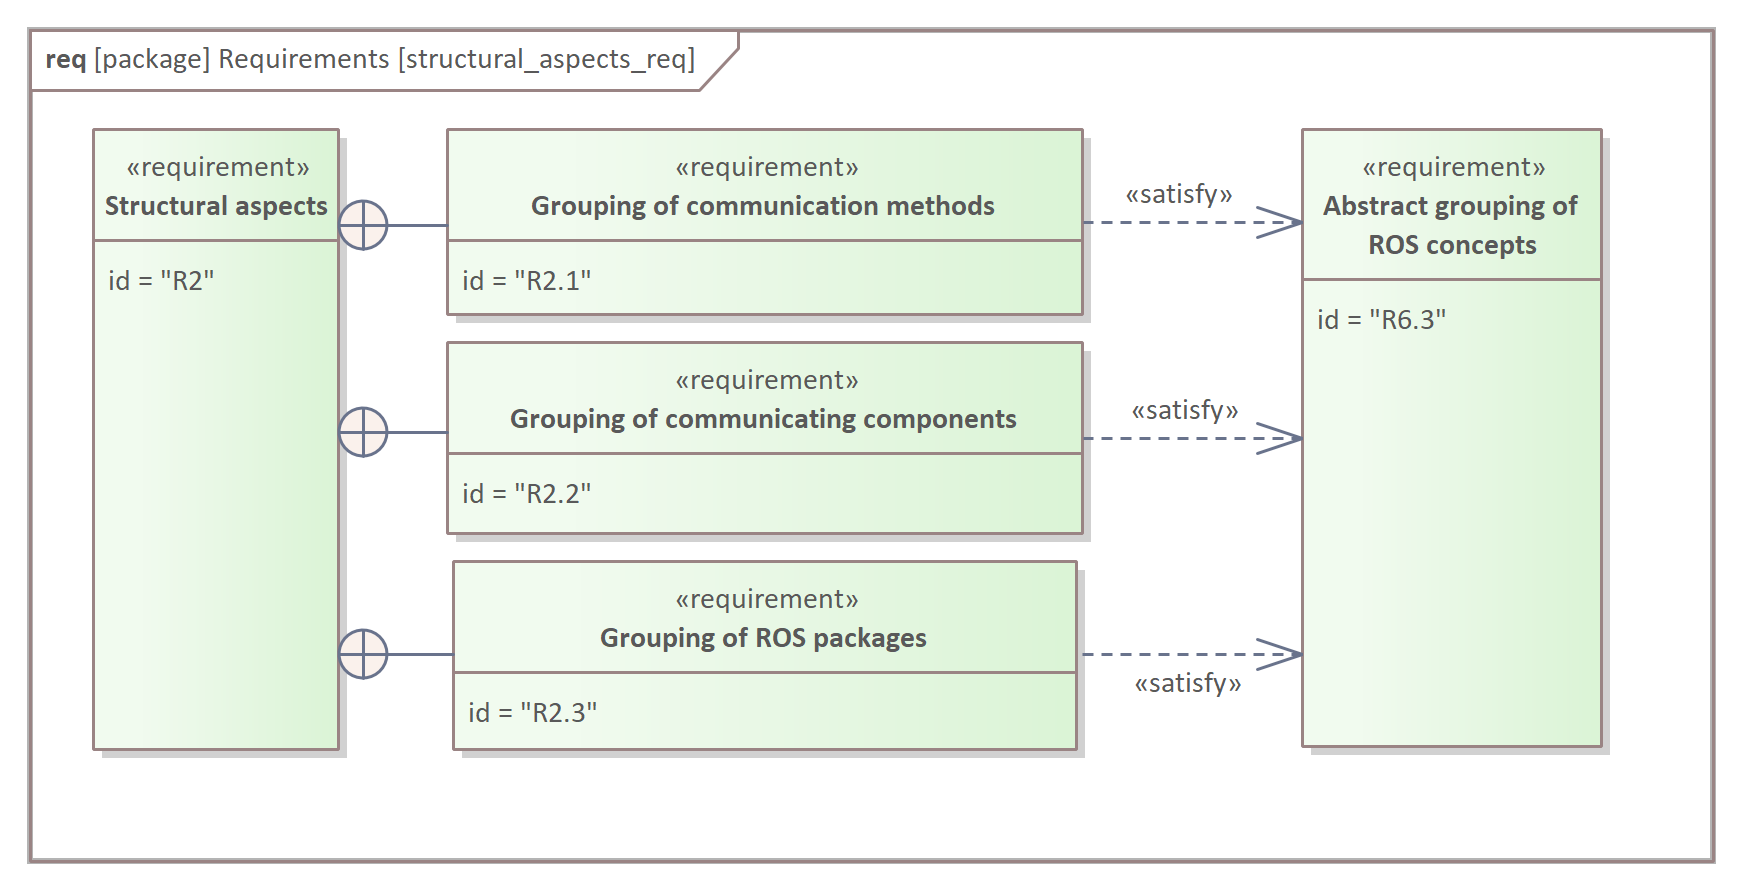 req [package] Requirements [structural_aspects_req]
«requirement»
Structural aspects
id = "R2"
«requirement»
Grouping of communication methods
id = "R2.1"
«satisfy»
«requirement»
Abstract grouping of
ROS concepts
id = "R6.3"
«requirement»
Grouping of communicating components
id = "R2.2"
«satisfy»
«requirement»
Grouping of ROS packages
id = "R2.3"
«satisfy»